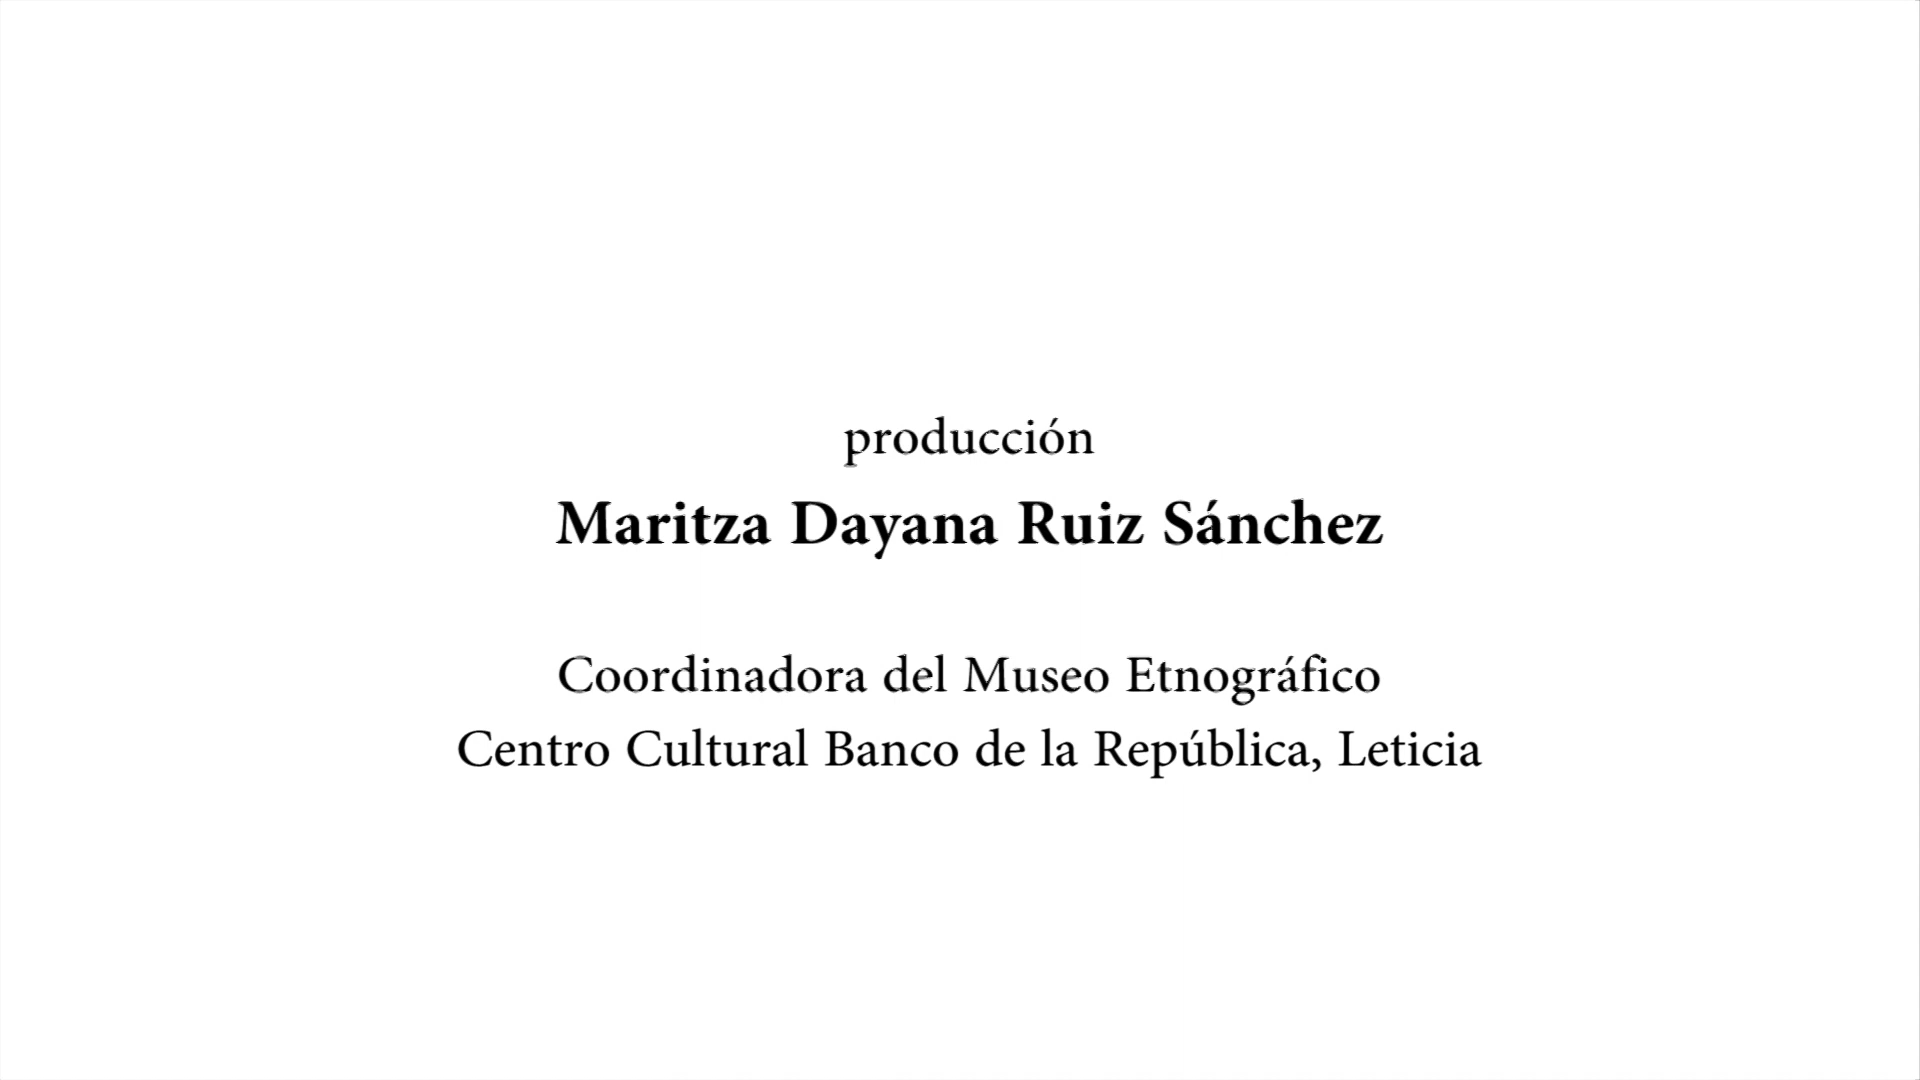 producción
Maritza Dayana Ruiz Sánchez
Coordinadora del Museo Etnográfico
Centro Cultural Banco de la República, Leticia